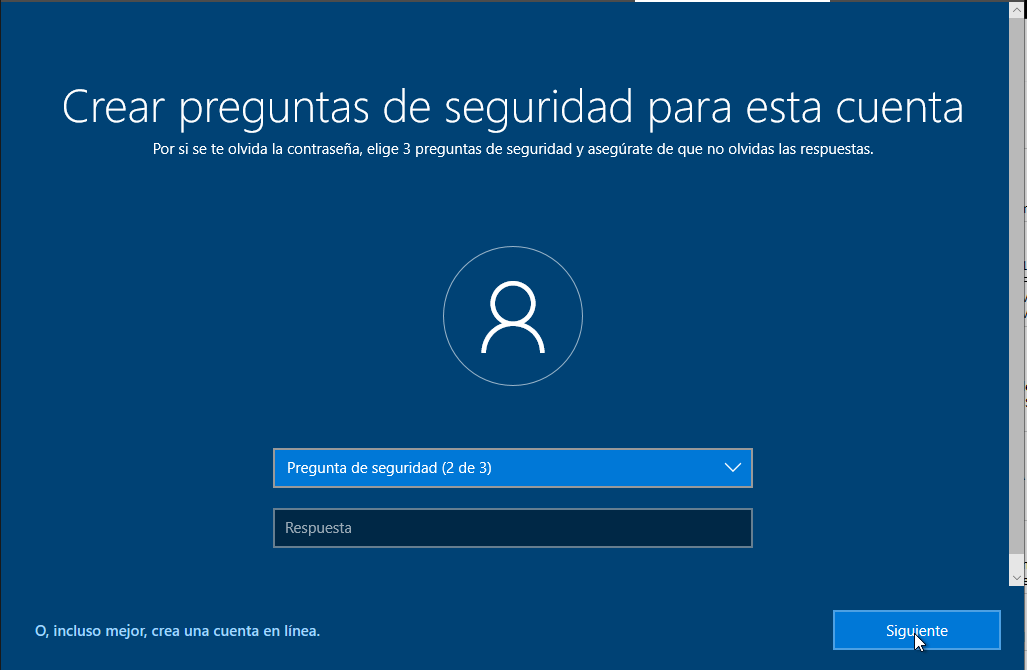 Crear preguntas de seguridad para esta cuenta
Por si se te olvida la contraseña, elige 3 preguntas de seguridad y asegúrate de que no olvidas las respuestas.
Pregunta de seguridad (2 de 3)
Respuesta
O, incluso mejor, crea una cuenta en línea.
Siguiente